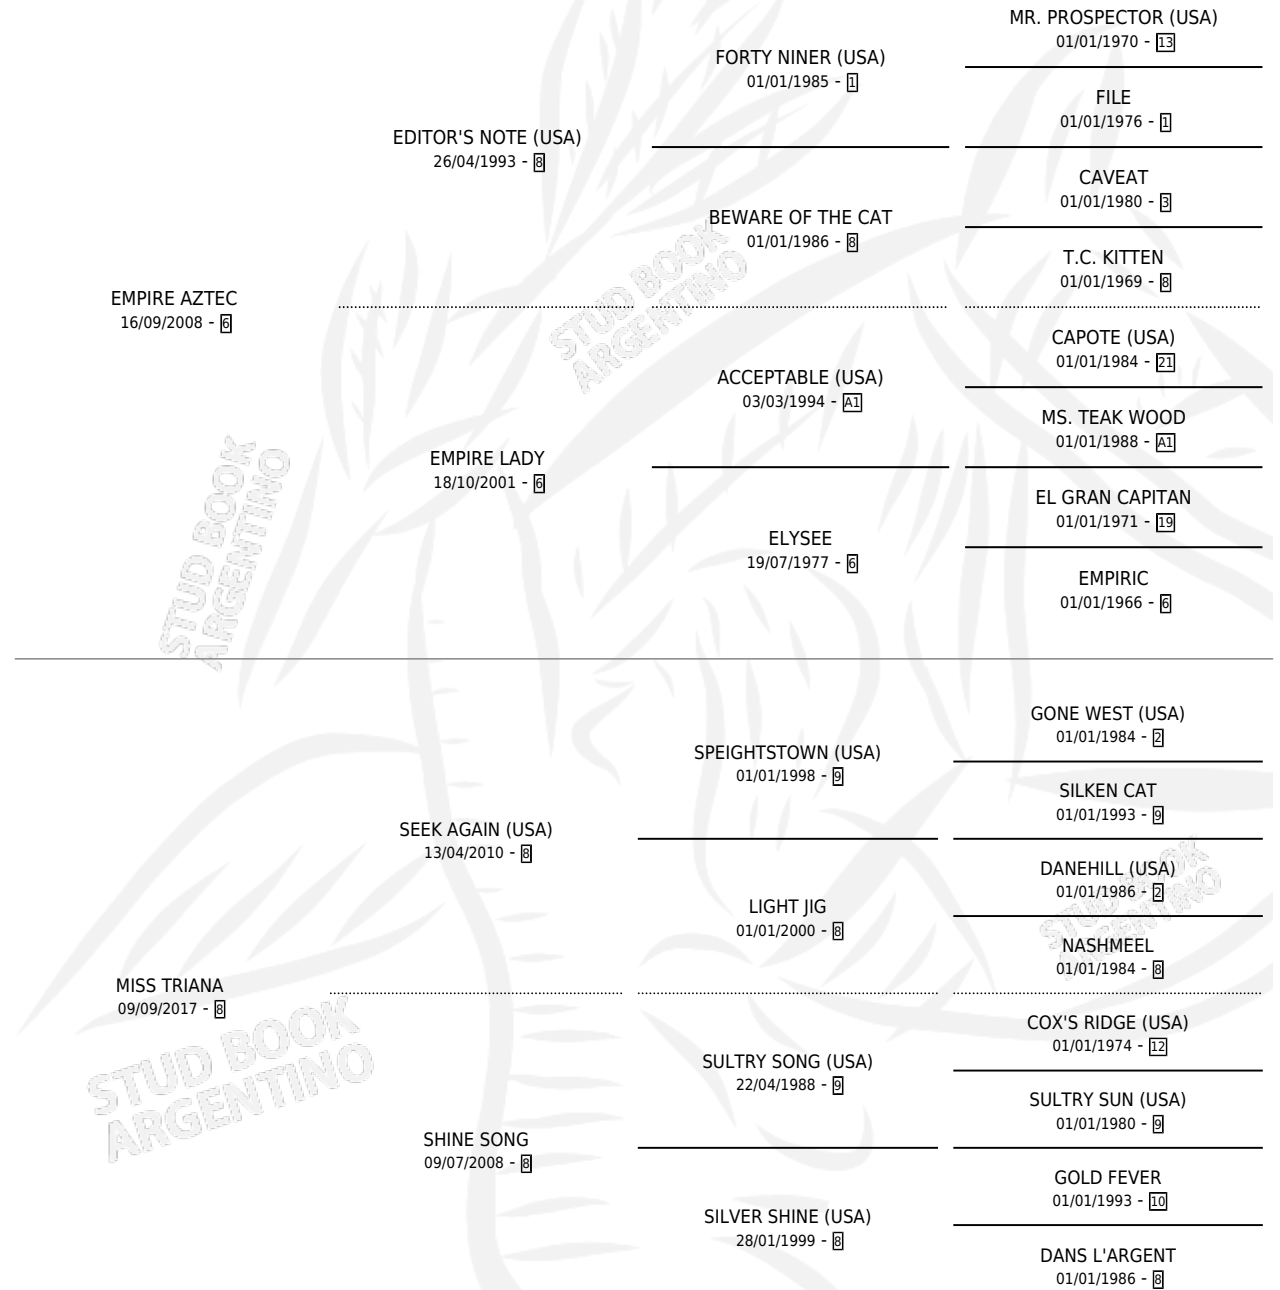 MR. PROSPECTOR (USA)
01/01/1970 - 13
FORTY NINER (USA)
01/01/1985 - 1
FILE
01/01/1976 - 1
EDITOR'S NOTE (USA)
26/04/1993 - 8
CAVEAT
01/01/1980 - 3
BEWARE OF THE CAT
01/01/1986 - 8
T.C. KITTEN
01/01/1969 - 8
EMPIRE AZTEC
16/09/2008 - 6
CAPOTE (USA)
01/01/1984 - 21
ACCEPTABLE (USA)
03/03/1994 - A1
MS. TEAK WOOD
01/01/1988 - A1
EMPIRE LADY
18/10/2001 - 6
EL GRAN CAPITAN
01/01/1971 - 19
ELYSEE
19/07/1977 - 6
EMPIRIC
01/01/1966 - 6
GONE WEST (USA)
01/01/1984 - 2
SPEIGHTSTOWN (USA)
01/01/1998 - 9
SILKEN CAT
01/01/1993 - 9
SEEK AGAIN (USA)
13/04/2010 - 8
DANEHILL (USA)
01/01/1986 - 2
LIGHT JIG
01/01/2000 - 8
NASHMEEL
01/01/1984 - 8
MISS TRIANA
09/09/2017 - 8
COX'S RIDGE (USA)
01/01/1974 - 12
SULTRY SONG (USA)
22/04/1988 - 9
SULTRY SUN (USA)
01/01/1980 - 9
SHINE SONG
09/07/2008 - 8
GOLD FEVER
01/01/1993 - 10
SILVER SHINE (USA)
28/01/1999 - 8
DANS L'ARGENT
01/01/1986 - 8
STUD BOOK
ARGENTINO
STUD BOOK
ARGENTINO
STUD BOOK
ARGENTINO
STUD BOOK
ARGENTINO